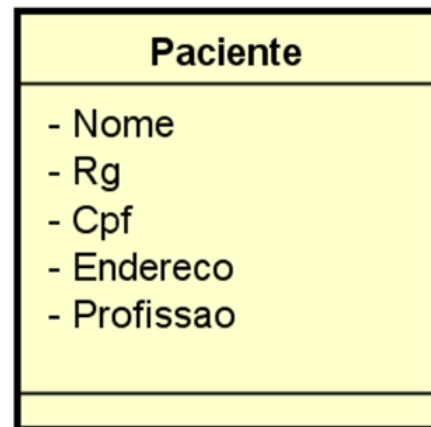 Paciente
- Nome
- Rg
- Cpf
- Endereco
- Profissao